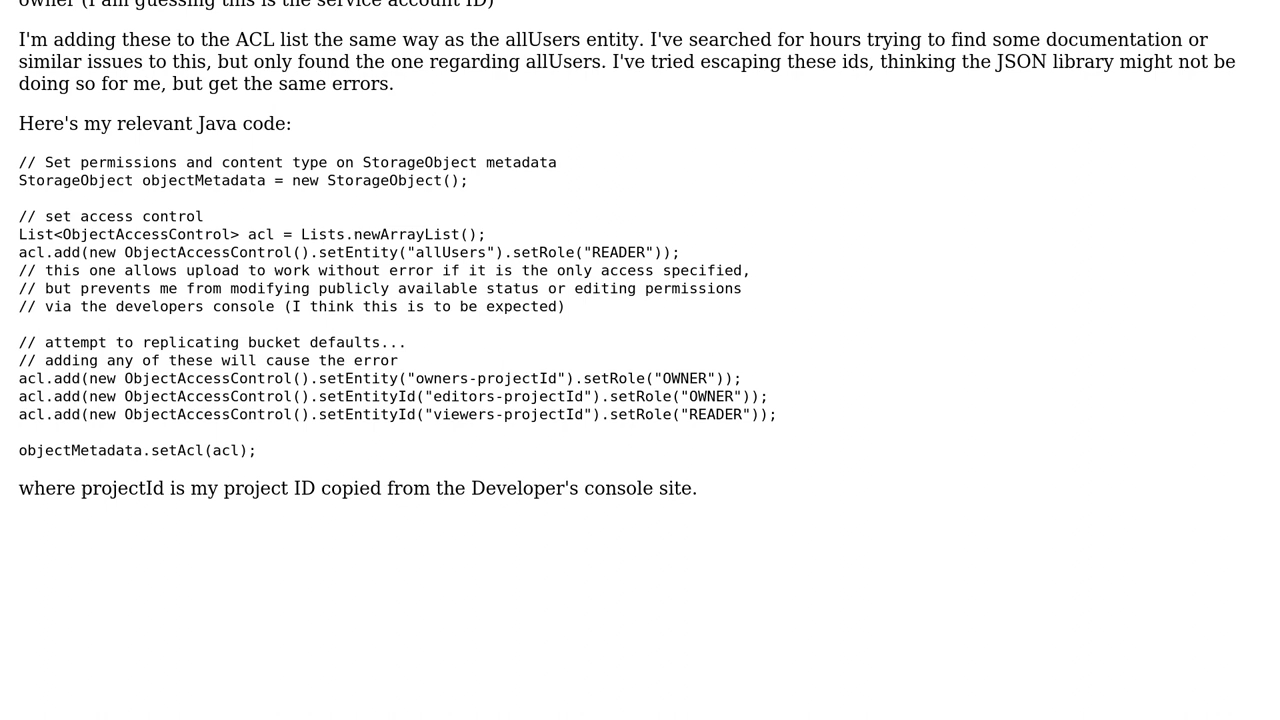 owner (I am guessing this is the service account ID)
I'm adding these to the ACL list the same way as the allUsers entity. I've searched for hours trying to find some documentation or
similar issues to this, but only found the one regarding allUsers. I've tried escaping these ids, thinking the JSON library might not be
doing so for me, but get the same errors.
Here's my relevant Java code:
// Set permissions and content type on StorageObject metadata
StorageObject objectMetadata = new StorageObject();
// set access control
List<ObjectAccessControl> acl = Lists.newArrayList();
acl.add(new ObjectAccessControl().setEntity("allUsers").setRole("READER"));
// this one allows upload to work without error if it is the only access specified,
// but prevents me from modifying publicly available status or editing permissions
// via the developers console (I think this is to be expected)
// attempt to replicating bucket defaults...
// adding any of these will cause the error
acl.add(new ObjectAccessControl().setEntity("owners-projectId").setRole("OWNER"));
acl.add(new ObjectAccessControl().setEntityId("editors-projectId").setRole("OWNER"));
acl.add(new ObjectAccessControl().setEntityId("viewers-projectId").setRole("READER"));
objectMetadata.setAcl(acl);
where projectId is my project ID copied from the Developer's console site.